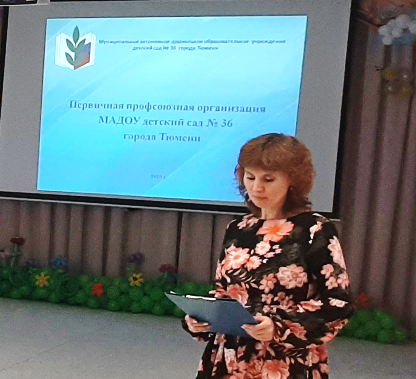 Муниципальное автономное дошкольное образовательное учреждение
детский сад № 36 города Тюмени
Первичная профсоюзная организация
МАДОУ детский сад № 36
города Тюмени